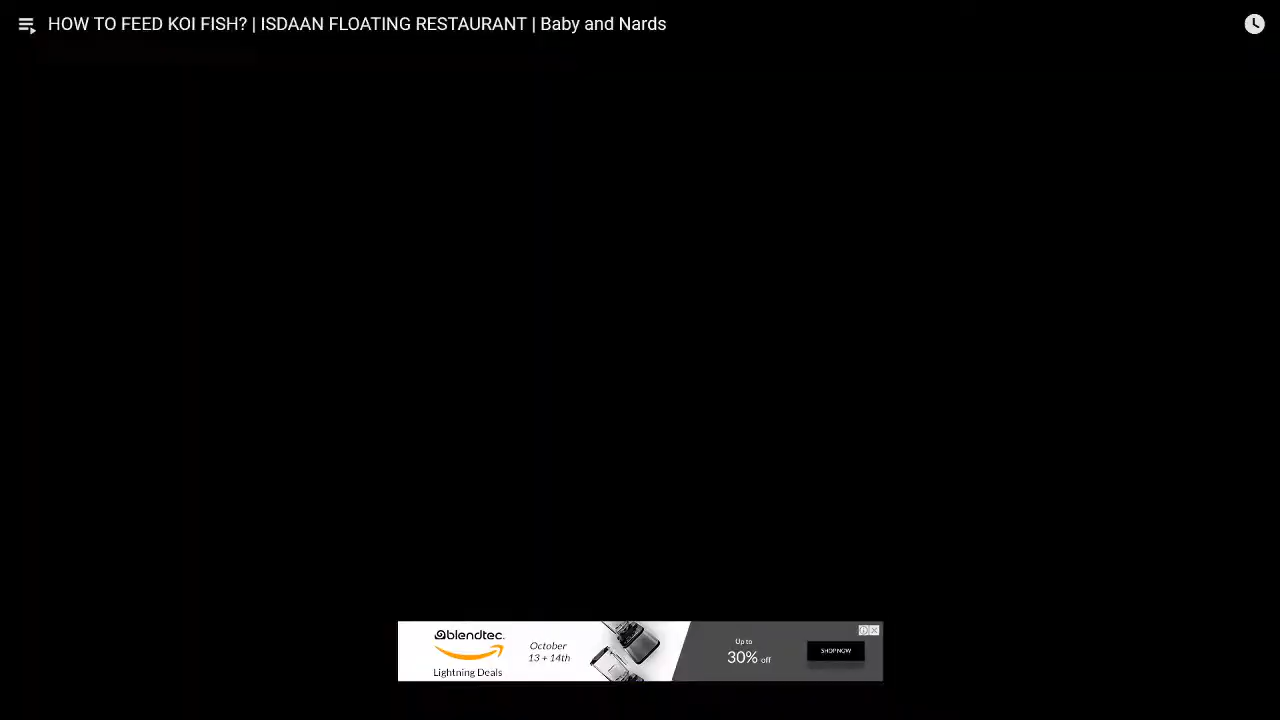 HOW TO FEED KOI FISH? | ISDAAN FLOATING RESTAURANT | Baby and Nards
blendtec.
Lightning Deals
October
13 + 14th
Up to
30% off
SHOP NOW